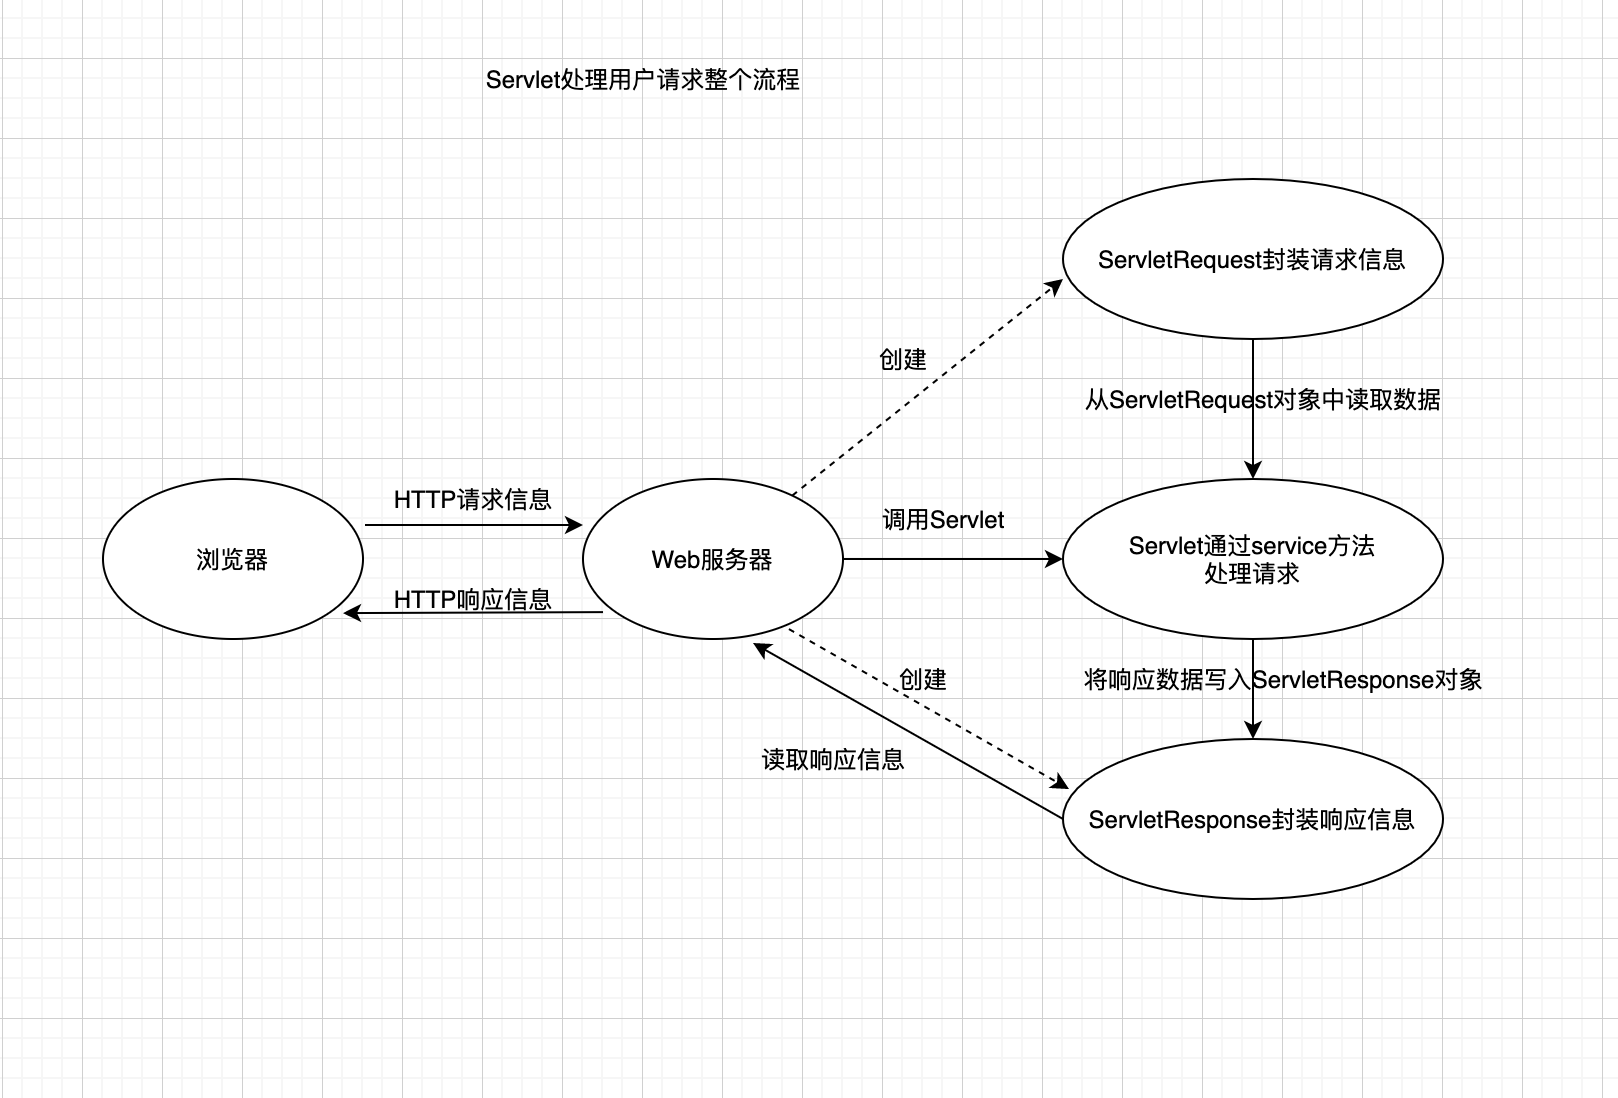 Servlet处理用户请求整个流程
ServletRequest封装请求信息
创建
从ServletRequest对象中读取数据
HTTP请求信息
调用Servlet
浏览器
Web服务器
Servlet通过service方法
处理请求
HTTP响应信息
创建
将响应数据写入ServletResponse对象
读取响应信息
ServletResponse封装响应信息